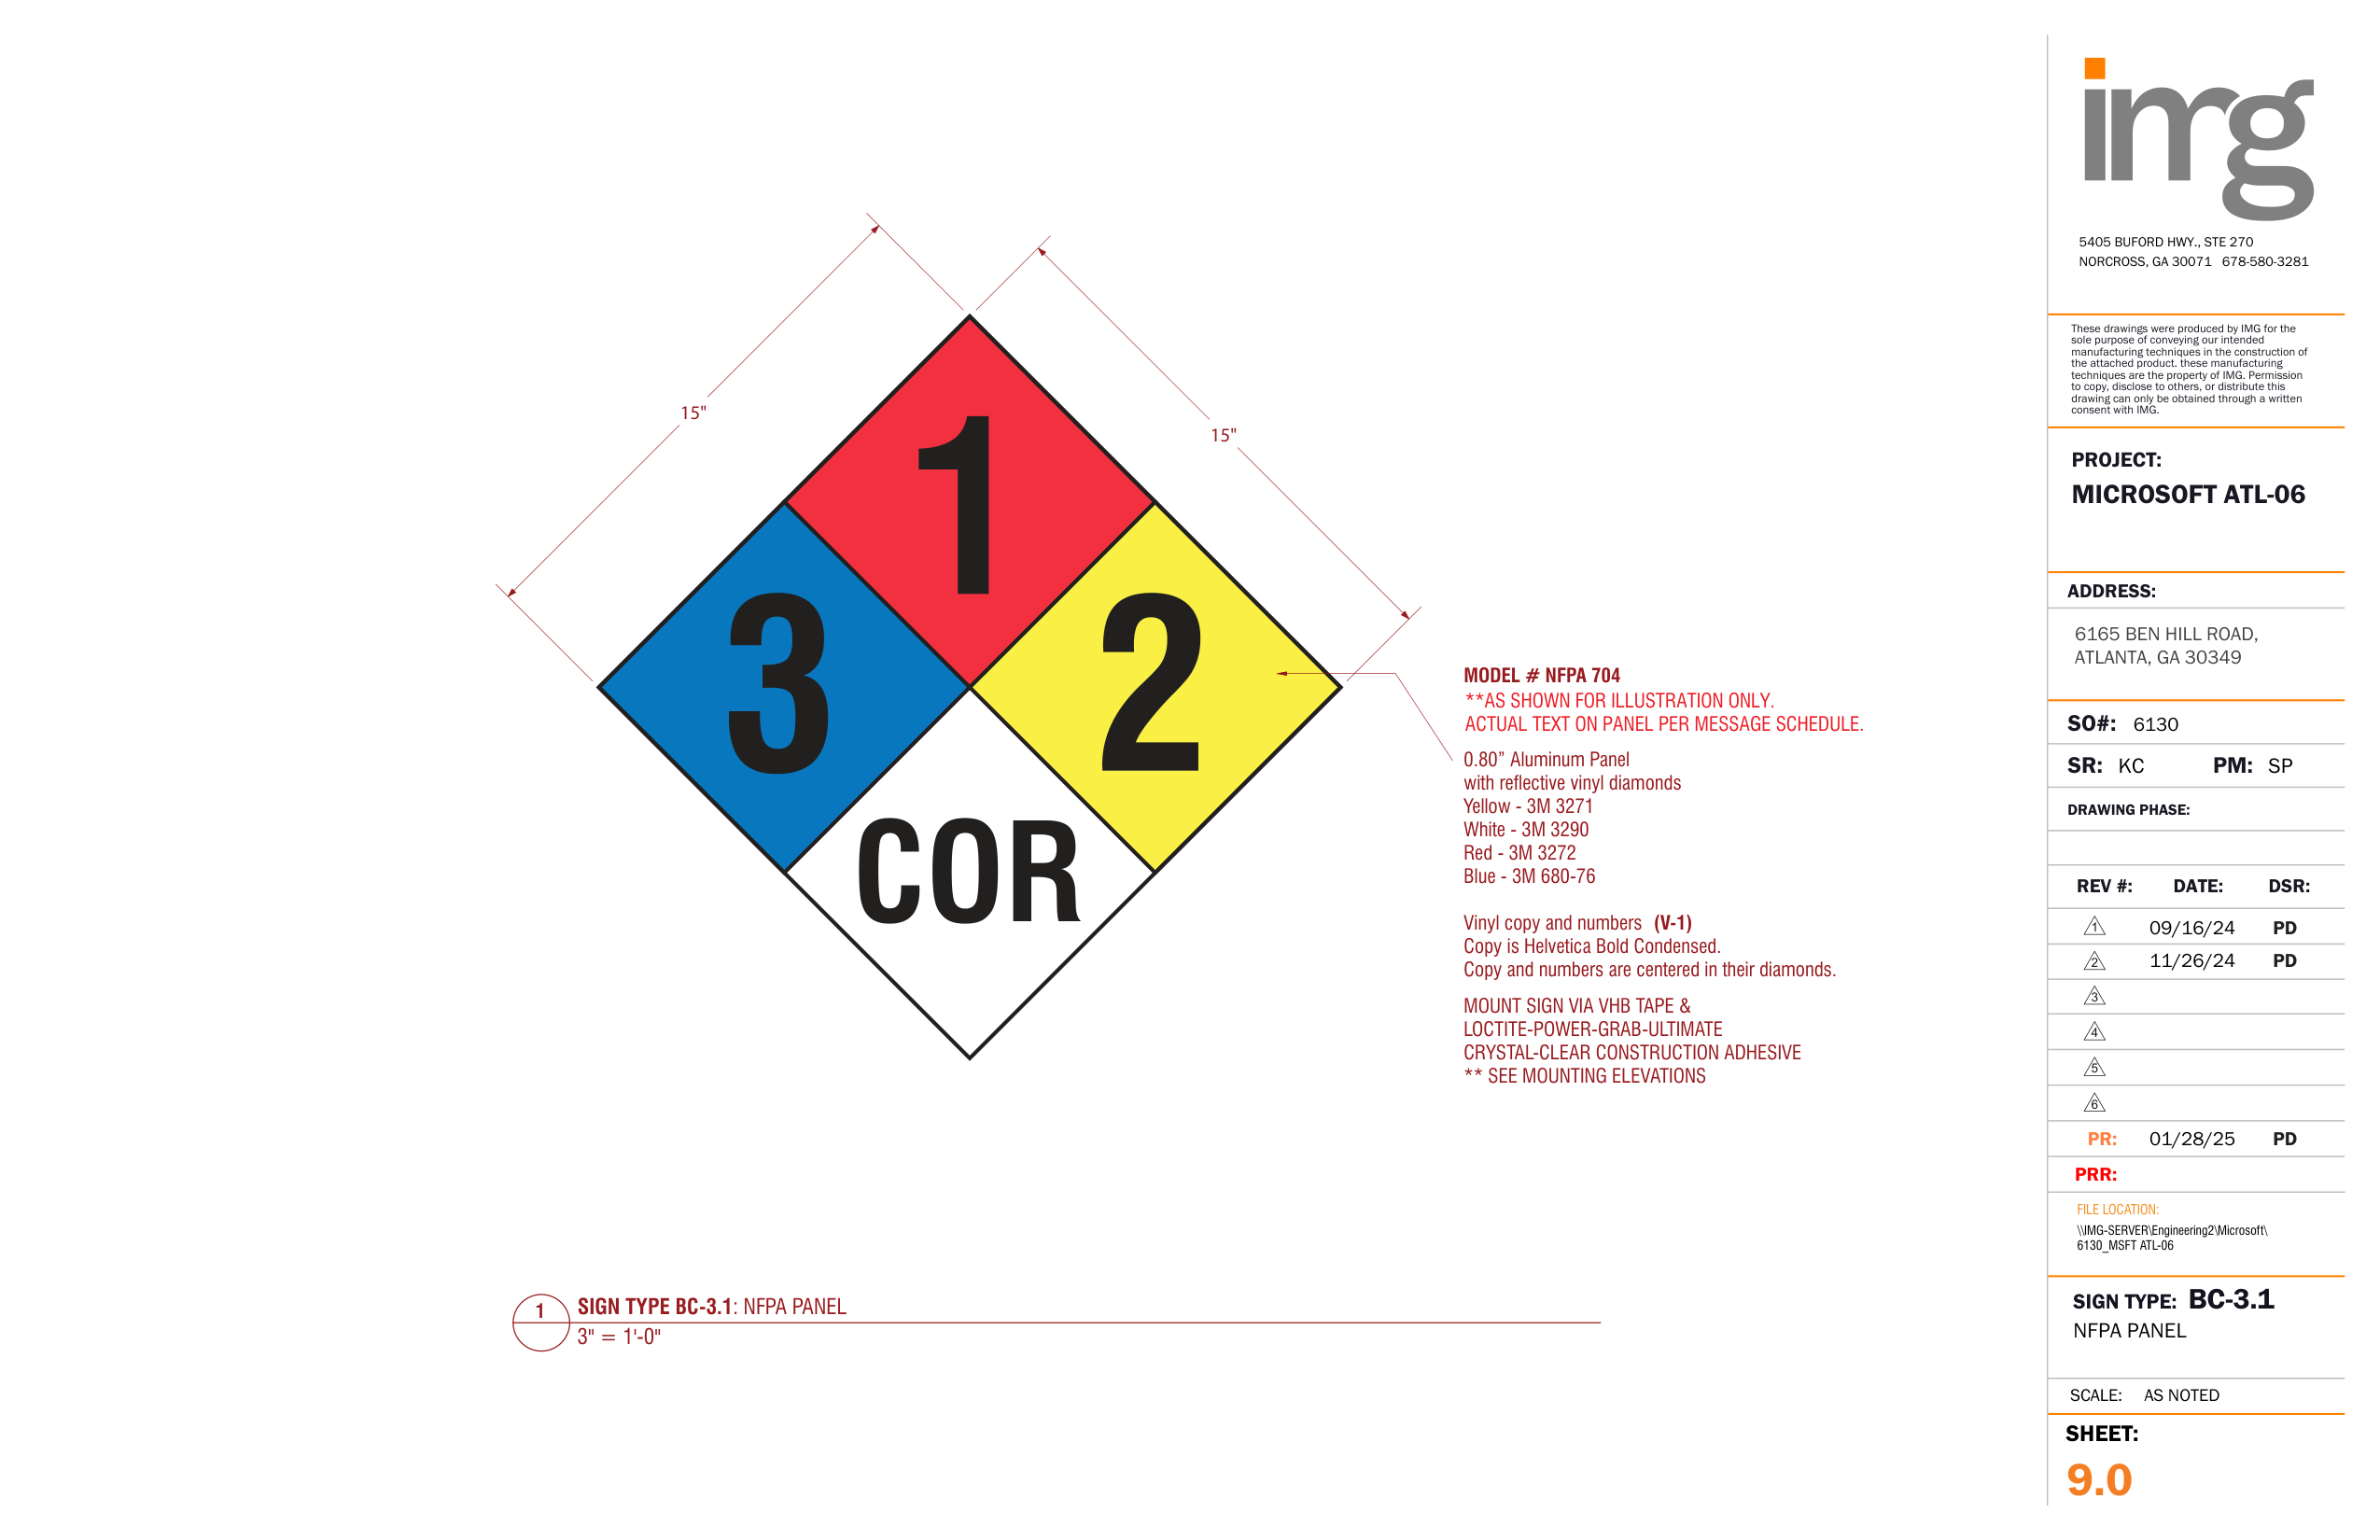 15"
15"
1
3
2
COR
MODEL # NFPA 704
**AS SHOWN FOR ILLUSTRATION ONLY.
ACTUAL TEXT ON PANEL PER MESSAGE SCHEDULE.
0.80” Aluminum Panel
with reflective vinyl diamonds
Yellow - 3M 3271
White - 3M 3290
Red - 3M 3272
Blue - 3M 680-76
Vinyl copy and numbers (V-1)
Copy is Helvetica Bold Condensed.
Copy and numbers are centered in their diamonds.
MOUNT SIGN VIA VHB TAPE &
LOCTITE-POWER-GRAB-ULTIMATE
CRYSTAL-CLEAR CONSTRUCTION ADHESIVE
** SEE MOUNTING ELEVATIONS
1
SIGN TYPE BC-3.1: NFPA PANEL
3" = 1'-0"
img
5405 BUFORD HWY., STE 270
NORCROSS, GA 30071 678-580-3281
These drawings were produced by IMG for the
sole purpose of conveying our intended
manufacturing techniques in the construction of
the attached product. these manufacturing
techniques are the property of IMG. Permission
to copy, disclose to others, or distribute this
drawing can only be obtained through a written
consent with IMG.
PROJECT:
MICROSOFT ATL-06
ADDRESS:
6165 BEN HILL ROAD,
ATLANTA, GA 30349
SO#: 6130
SR: KC PM: SP
DRAWING PHASE:
REV #: DATE: DSR:
1 09/16/24 PD
2 11/26/24 PD
3
4
5
6
PR: 01/28/25 PD
PRR:
FILE LOCATION:
\\IMG-SERVER\Engineering2\Microsoft\
6130_MSFT ATL-06
SIGN TYPE: BC-3.1
NFPA PANEL
SCALE: AS NOTED
SHEET:
9.0